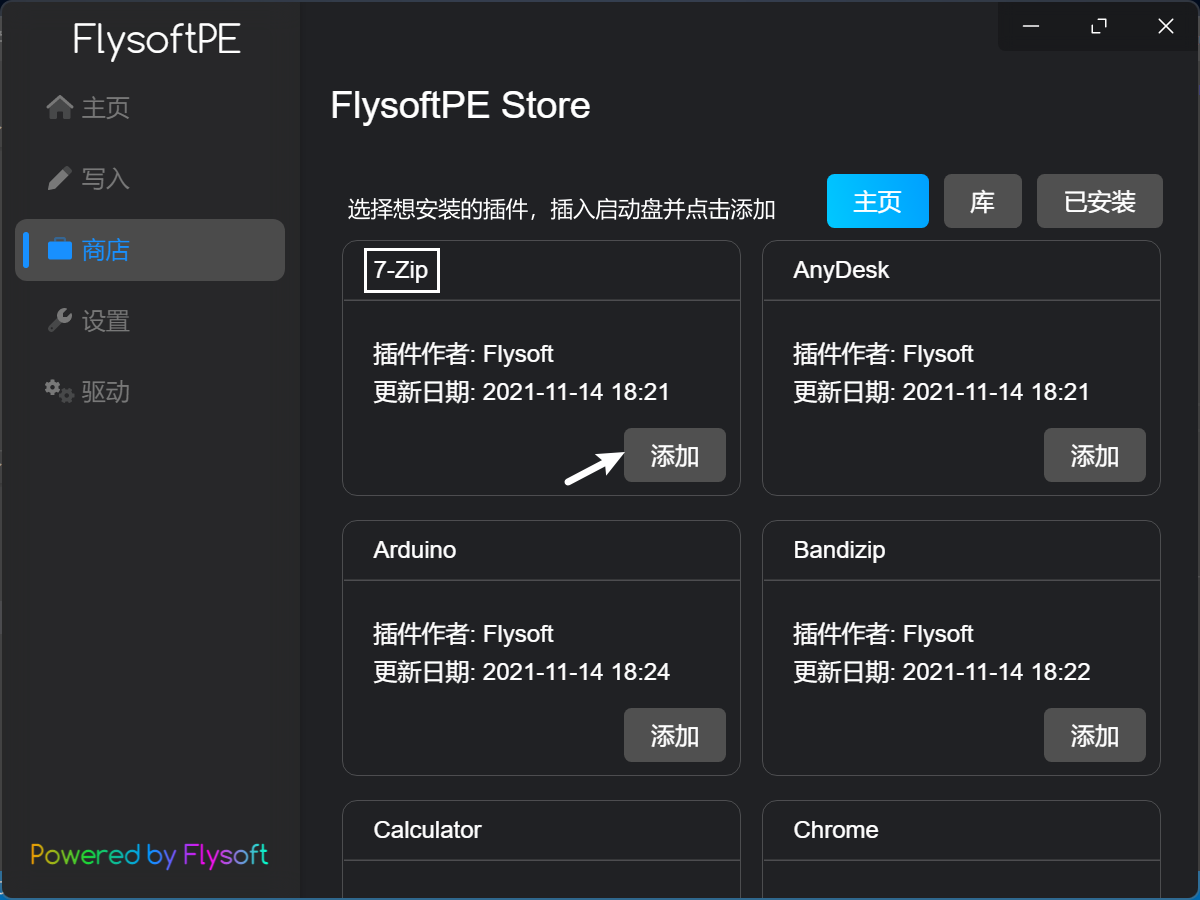 FlysoftPE
主页
写入
商店
设置
驱动
Powered by Flysoft
FlysoftPE Store
选择想安装的插件，插入启动盘并点击添加
主页
库
已安装
7-Zip
插件作者: Flysoft
更新日期: 2021-11-14 18:21
添加
AnyDesk
插件作者: Flysoft
更新日期: 2021-11-14 18:21
添加
Arduino
插件作者: Flysoft
更新日期: 2021-11-14 18:24
添加
Bandizip
插件作者: Flysoft
更新日期: 2021-11-14 18:22
添加
Calculator
Chrome